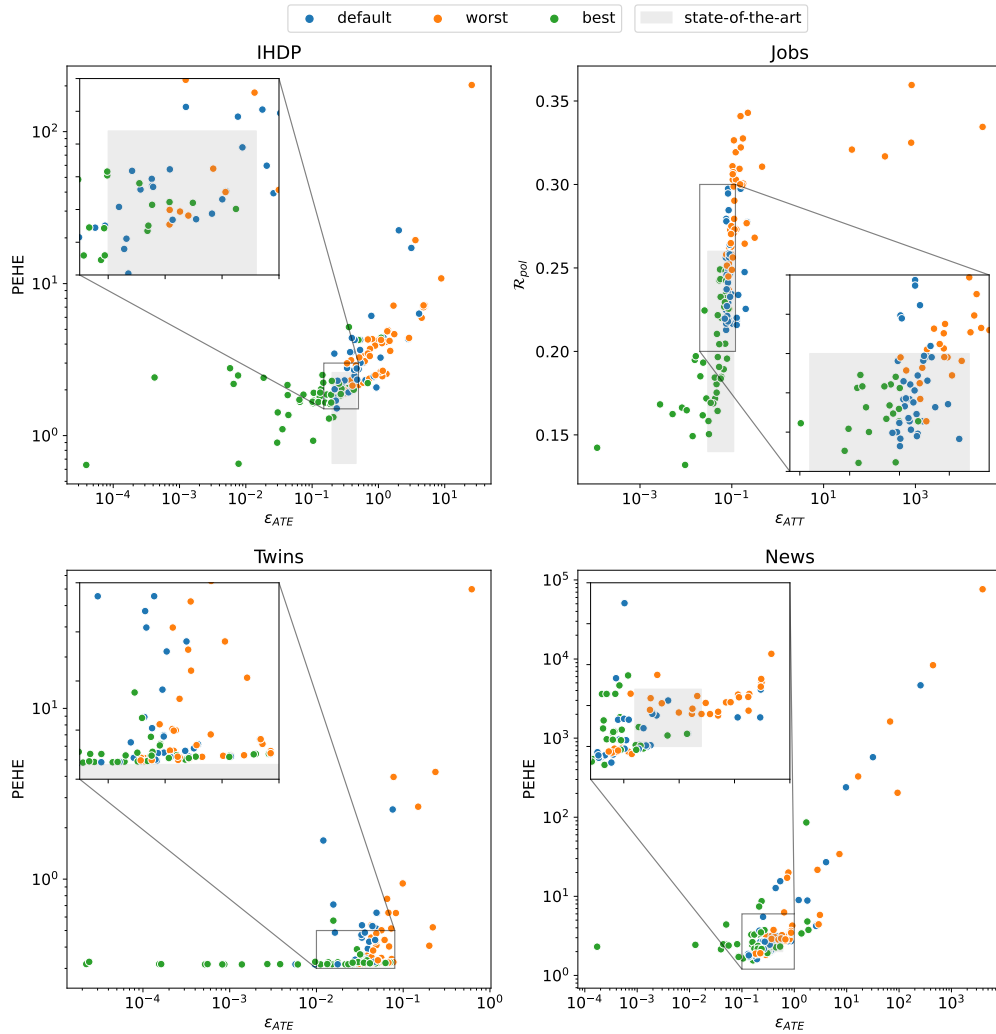 default worst best state-of-the-art
IHDP
PEHE
10² 10¹ 10⁰
10⁻⁴ 10⁻³ 10⁻² 10⁻¹ 10⁰ 10¹
ε_ATE
Jobs
R_pol
0.35 0.30 0.25 0.20 0.15
10⁻³ 10⁻¹ 10¹ 10³
ε_ATT
Twins
PEHE
10¹ 10⁰
10⁻⁴ 10⁻³ 10⁻² 10⁻¹ 10⁰
ε_ATE
News
PEHE
10⁵ 10⁴ 10³ 10² 10¹ 10⁰
10⁻⁴ 10⁻³ 10⁻² 10⁻¹ 10⁰ 10¹ 10² 10³
ε_ATE